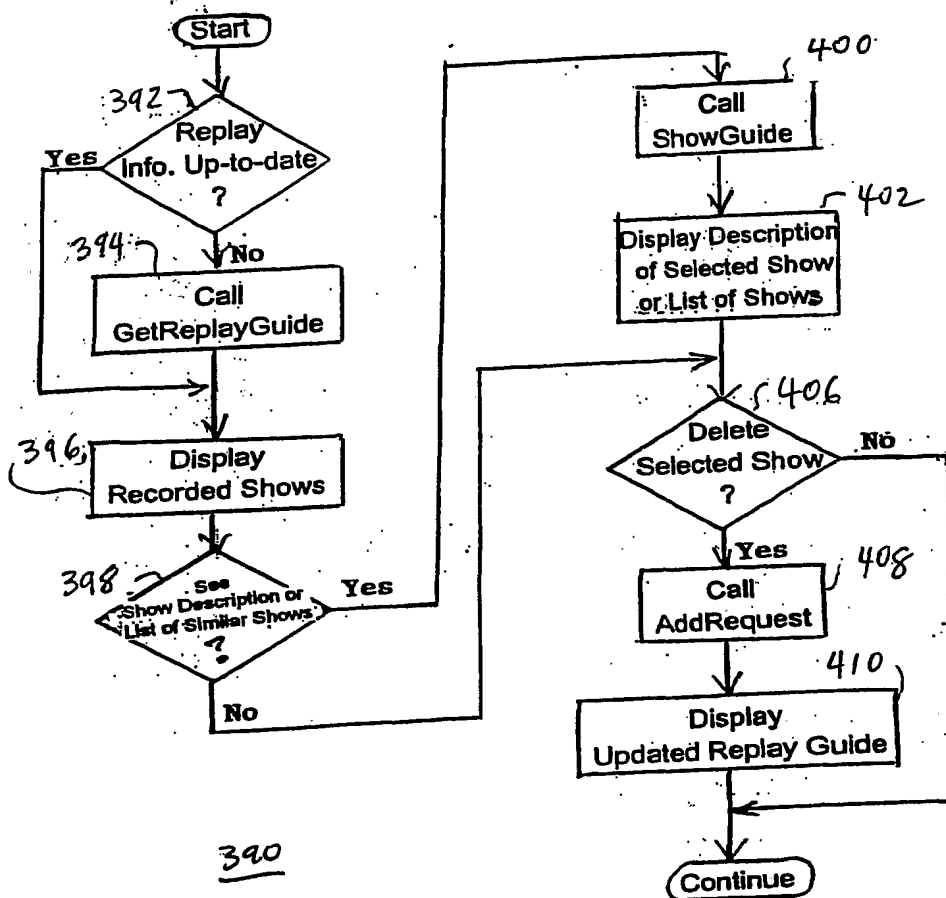 Start
392
Replay
Info. Up-to-date
?
Yes
No
394
Call
GetReplayGuide
396
Display
Recorded Shows
398
See
Show Description or
List of Similar Shows
?
Yes
No
390
400
Call
ShowGuide
402
Display Description
of Selected Show
or List of Shows
406
Delete
Selected Show
?
No
Yes
408
Call
AddRequest
410
Display
Updated Replay Guide
Continue